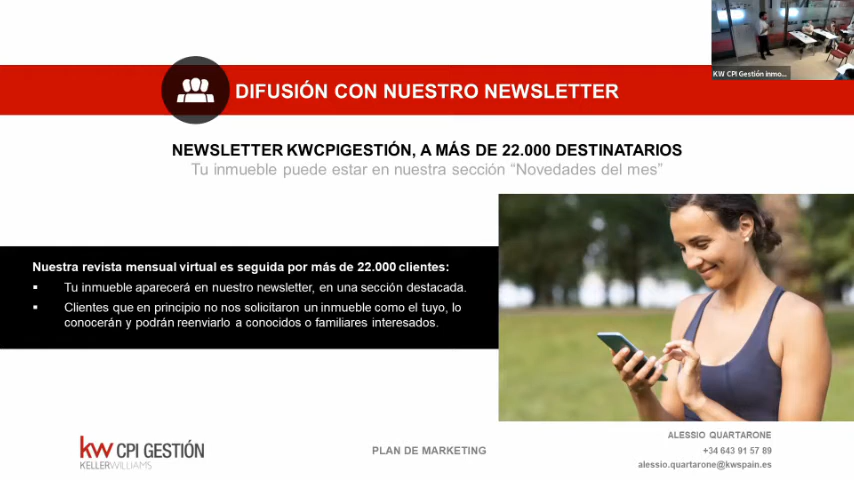 KW CPI Gestión inmo...
DIFUSIÓN CON NUESTRO NEWSLETTER
NEWSLETTER KWCPIGESTIÓN, A MÁS DE 22.000 DESTINATARIOS
Tu inmueble puede estar en nuestra sección “Novedades del mes”
Nuestra revista mensual virtual es seguida por más de 22.000 clientes:
▪ Tu inmueble aparecerá en nuestro newsletter, en una sección destacada.
▪ Clientes que en principio no nos solicitaron un inmueble como el tuyo, lo
conocerán y podrán reenviarlo a conocidos o familiares interesados.
kw CPI GESTIÓN
KELLERWILLIAMS
PLAN DE MARKETING
ALESSIO QUARTARONE
+34 643 91 57 89
alessio.quartarone@kwspain.es